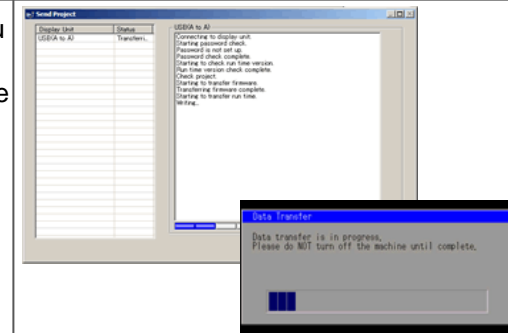 u
e
Send Project
Display Unit Status
USB(A to A) Transferri..
USB(A to A)
Connecting to display unit.
Starting password check.
Password is not set up.
Password check complete.
Starting to check run time version.
Run time version check complete.
Check project.
Starting to transfer firmware.
Transferring firmware complete.
Starting to transfer run time.
Writing..
Data Transfer
Data transfer is in progress,
Please do NOT turn off the machine until complete.